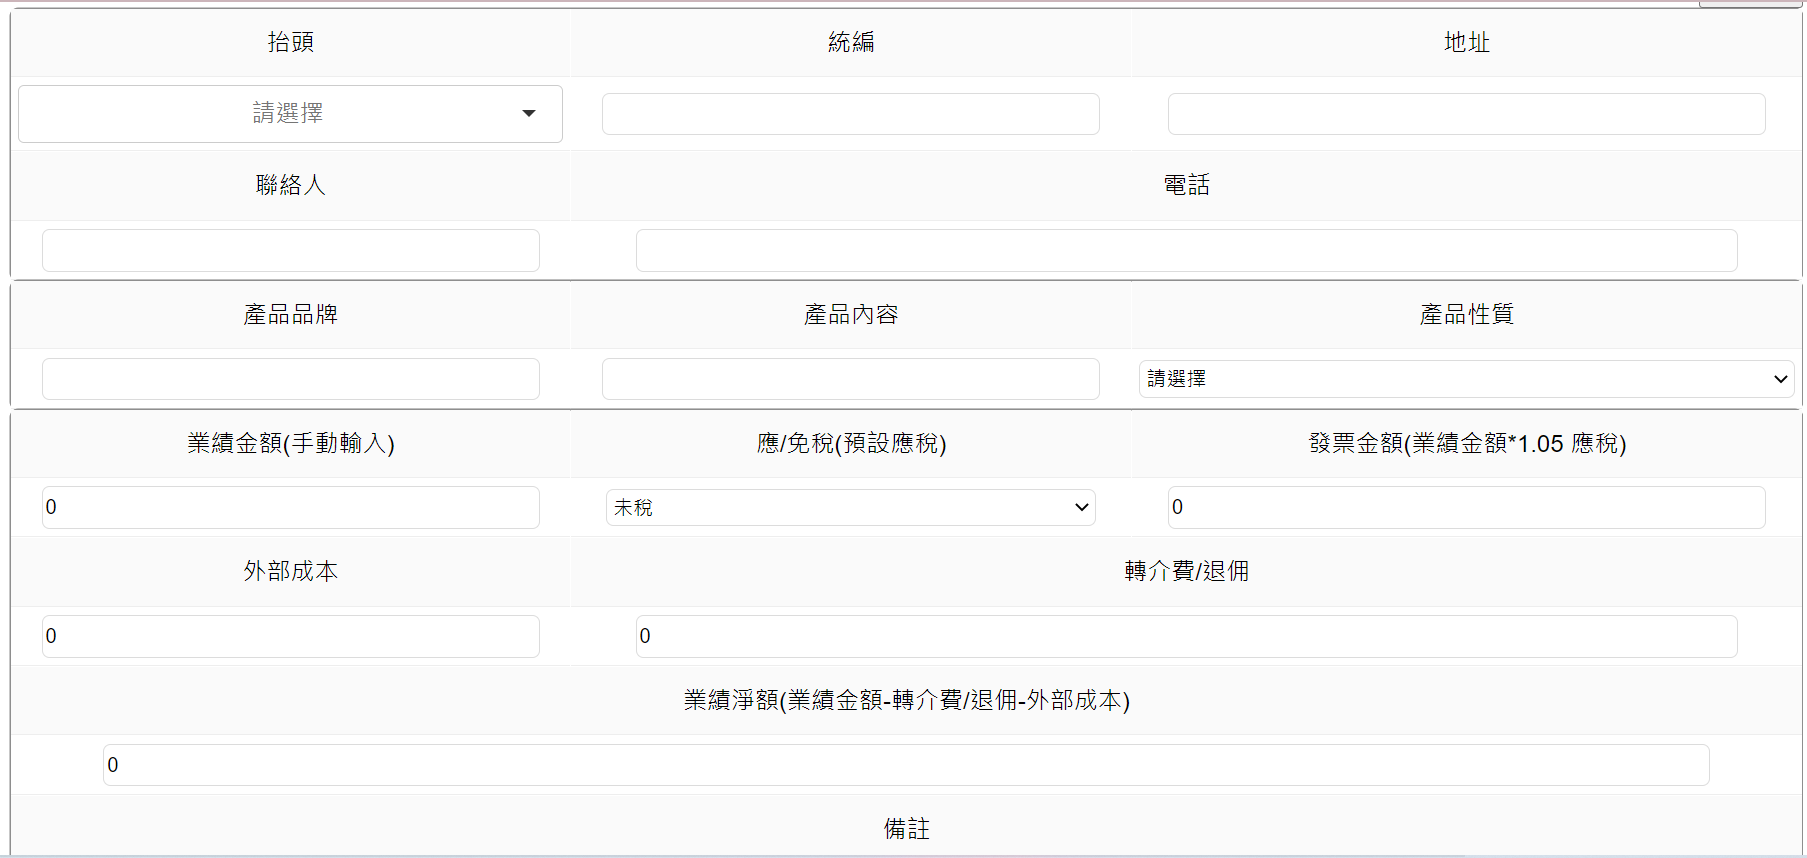 抬頭 統編 地址
請選擇
聯絡人 電話
產品品牌 產品內容 產品性質
請選擇
業績金額(手動輸入) 應/免稅(預設應稅) 發票金額(業績金額*1.05 應稅)
0 未稅 0
外部成本 轉介費/退佣
0 0
業績淨額(業績金額-轉介費/退佣-外部成本)
0
備註